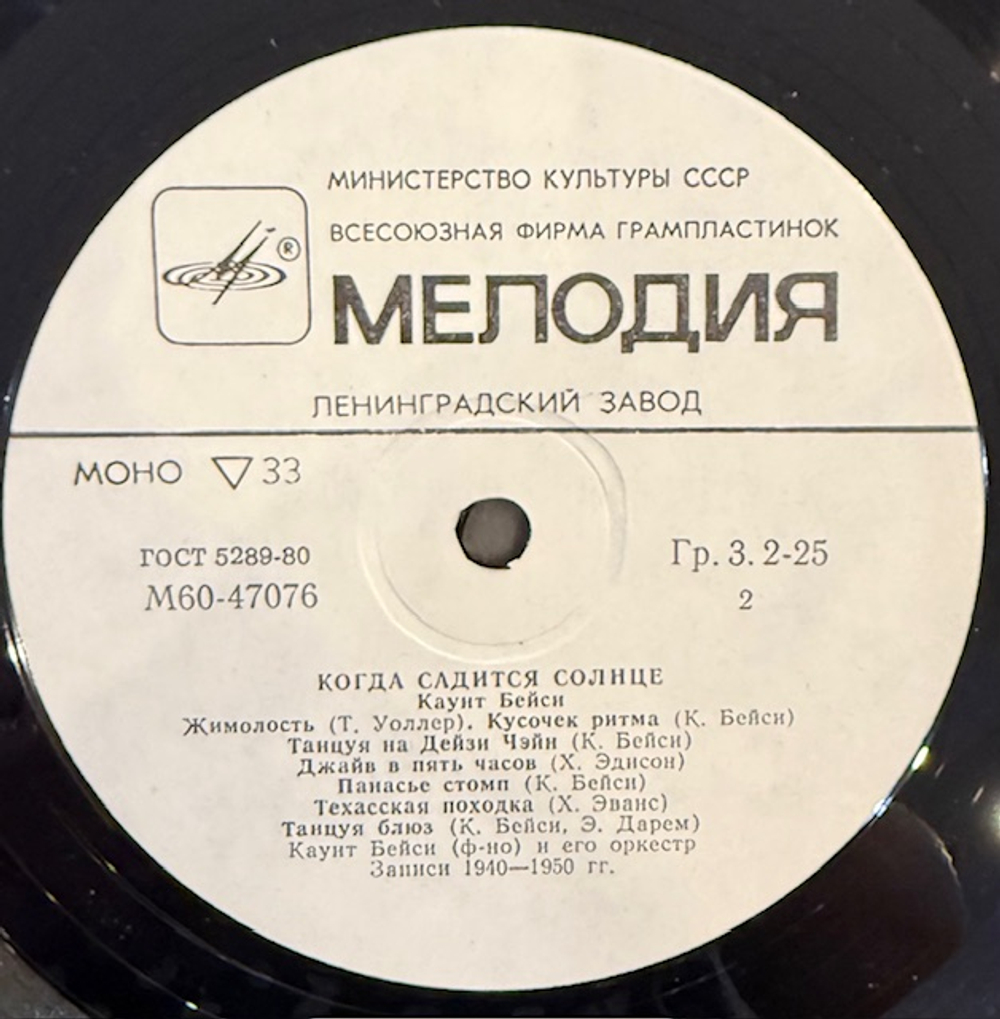 МИНИСТЕРСТВО КУЛЬТУРЫ СССР
ВСЕСОЮЗНАЯ ФИРМА ГРАМПЛАСТИНОК
®
МЕЛОДИЯ
ЛЕНИНГРАДСКИЙ ЗАВОД
МОНО ▽ 33
ГОСТ 5289-80
М60-47076
Гр. 3. 2-25
2
КОГДА САДИТСЯ СОЛНЦЕ
Каунт Бейси
Жимолость (Т. Уоллер). Кусочек ритма (К. Бейси)
Танцуя на Дейзи Чэйн (К. Бейси)
Джайв в пять часов (Х. Эдисон)
Панасье стомп (К. Бейси)
Техасская походка (Х. Эванс)
Танцуя блюз (К. Бейси, Э. Дарем)
Каунт Бейси (ф-но) и его оркестр
Записи 1940—1950 гг.